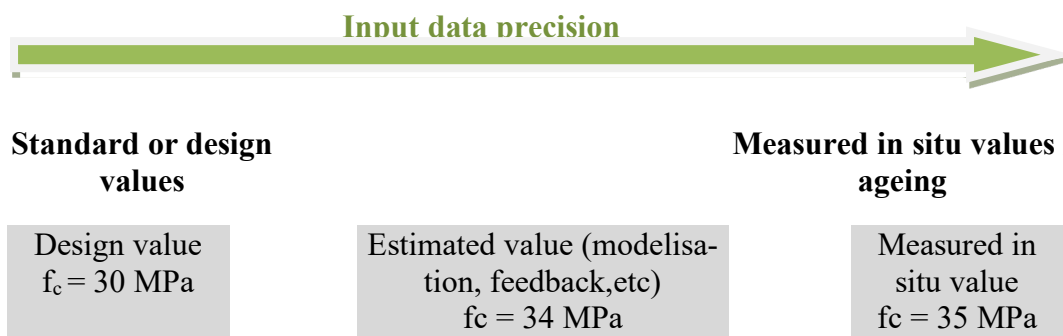 Input data precision
Standard or design
values
Measured in situ values
ageing
Design value
fc = 30 MPa
Estimated value (modelisa-
tion, feedback,etc)
fc = 34 MPa
Measured in
situ value
fc = 35 MPa